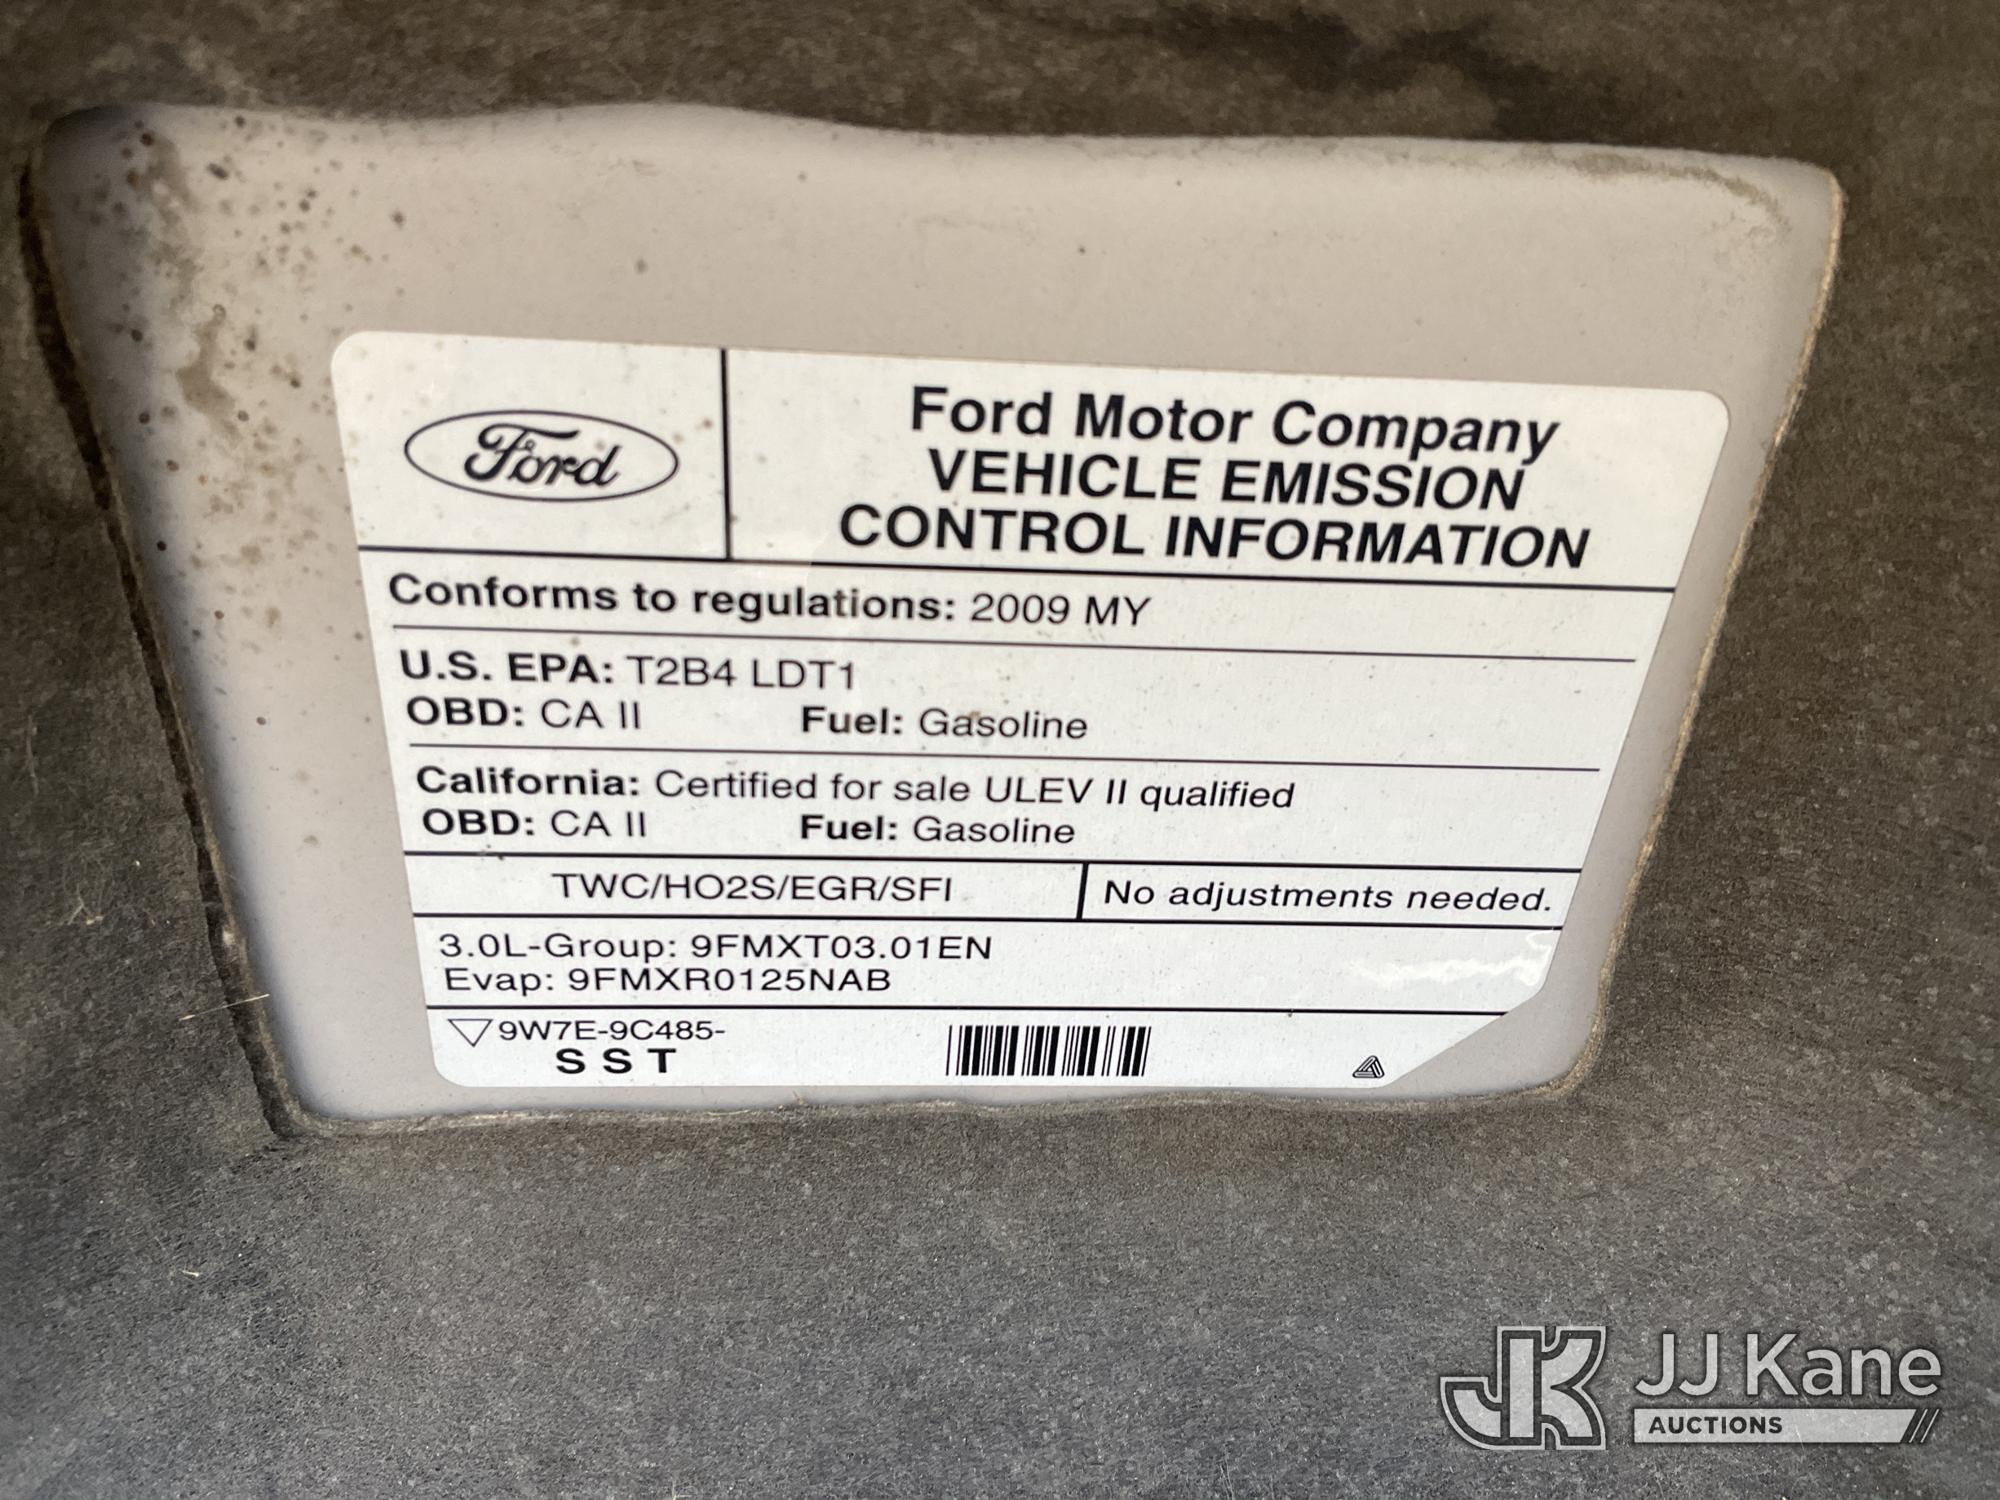 Ford
Ford Motor Company
VEHICLE EMISSION
CONTROL INFORMATION
Conforms to regulations: 2009 MY
U.S. EPA: T2B4 LDT1
OBD: CA II Fuel: Gasoline
California: Certified for sale ULEV II qualified
OBD: CA II Fuel: Gasoline
TWC/HO2S/EGR/SFI No adjustments needed.
3.0L-Group: 9FMXT03.01EN
Evap: 9FMXR0125NAB
9W7E-9C485-
SST
JK JJ Kane
AUCTIONS